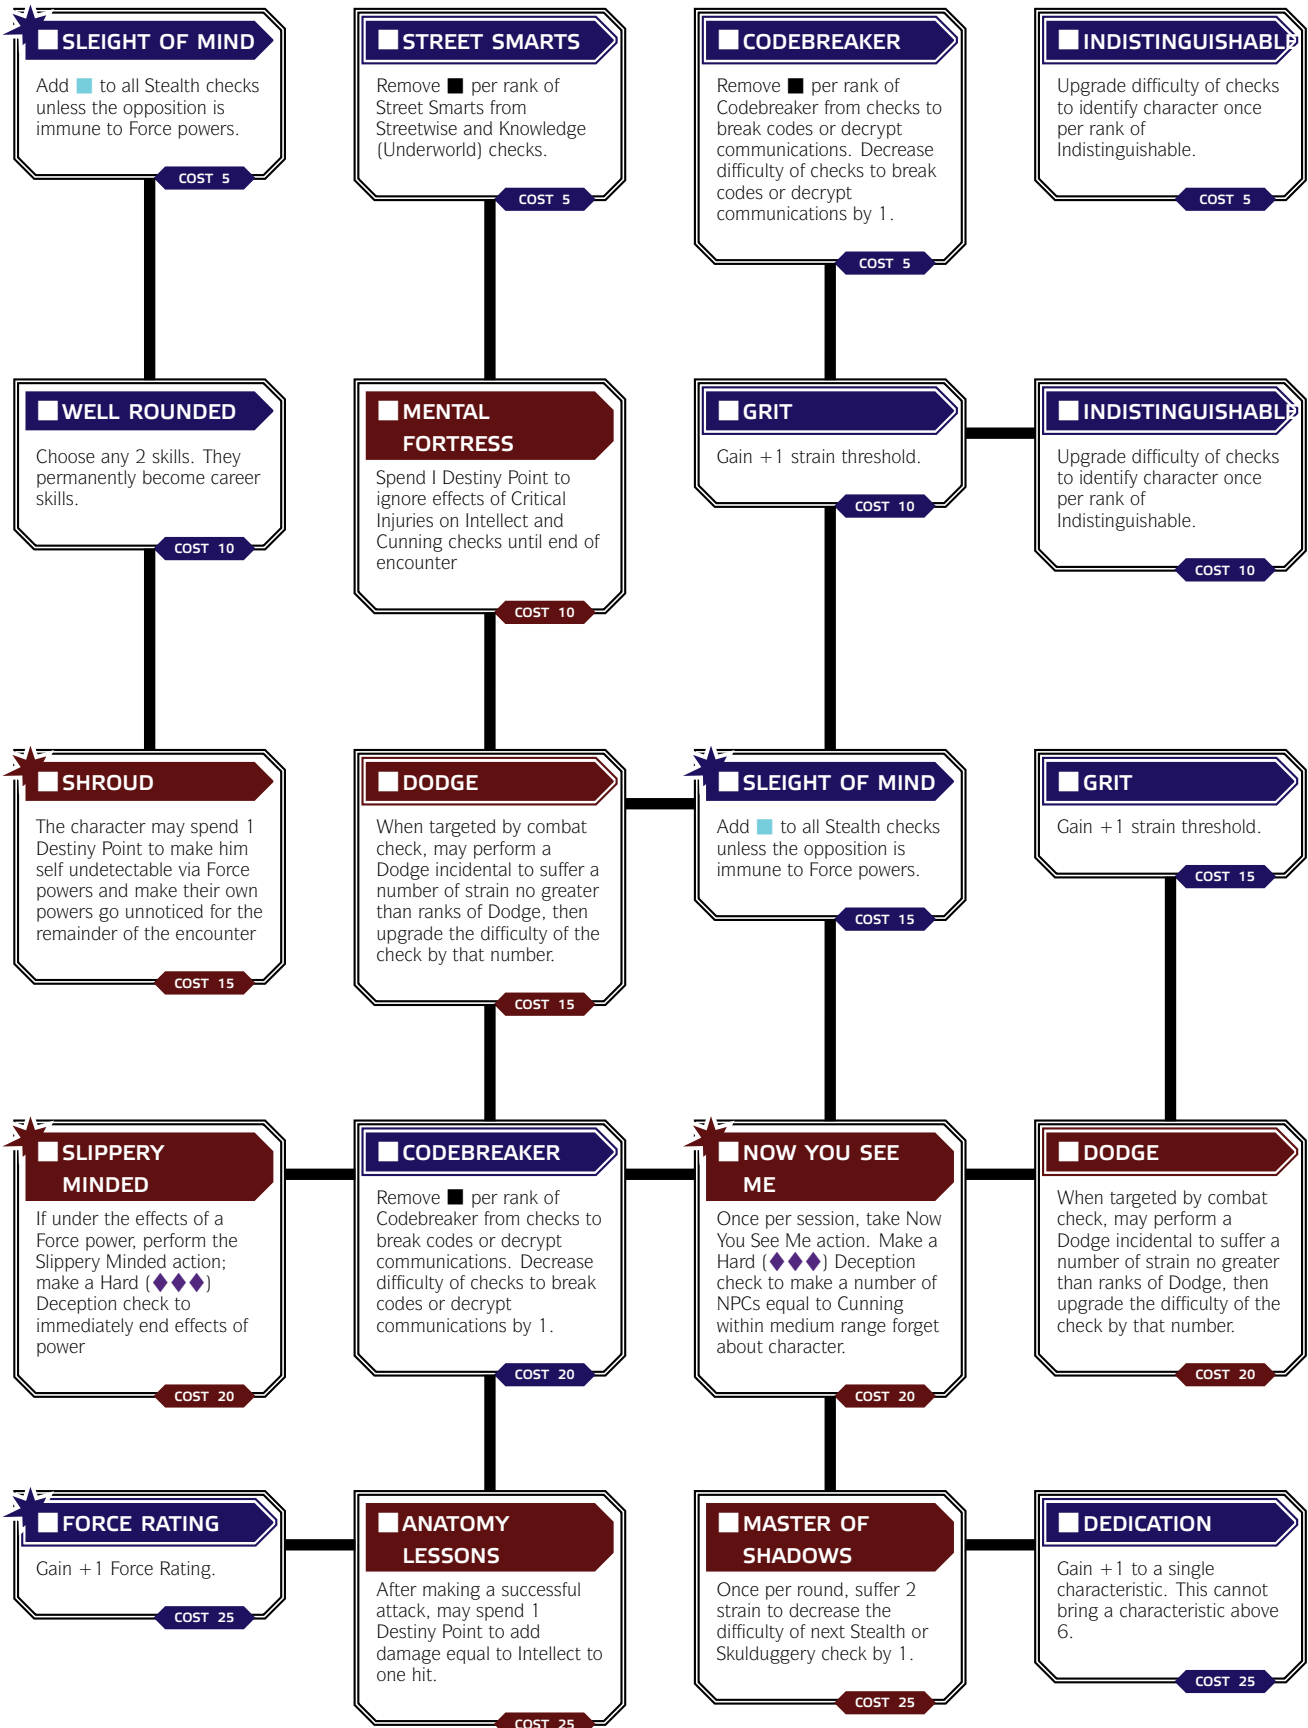 SLEIGHT OF MIND
Add to all Stealth checks
unless the opposition is
immune to Force powers.
COST 5
STREET SMARTS
Remove per rank of
Street Smarts from
Streetwise and Knowledge
(Underworld) checks.
COST 5
CODEBREAKER
Remove per rank of
Codebreaker from checks to
break codes or decrypt
communications. Decrease
difficulty of checks to break
codes or decrypt
communications by 1.
COST 5
INDISTINGUISHABLE
Upgrade difficulty of checks
to identify character once
per rank of
Indistinguishable.
COST 5
WELL ROUNDED
Choose any 2 skills. They
permanently become career
skills.
COST 10
MENTAL
FORTRESS
Spend I Destiny Point to
ignore effects of Critical
Injuries on Intellect and
Cunning checks until end of
encounter
COST 10
GRIT
Gain +1 strain threshold.
COST 10
INDISTINGUISHABLE
Upgrade difficulty of checks
to identify character once
per rank of
Indistinguishable.
COST 10
SHROUD
The character may spend 1
Destiny Point to make him
self undetectable via Force
powers and make their own
powers go unnoticed for the
remainder of the encounter
COST 15
DODGE
When targeted by combat
check, may perform a
Dodge incidental to suffer a
number of strain no greater
than ranks of Dodge, then
upgrade the difficulty of the
check by that number.
COST 15
SLEIGHT OF MIND
Add to all Stealth checks
unless the opposition is
immune to Force powers.
COST 15
GRIT
Gain +1 strain threshold.
COST 15
SLIPPERY
MINDED
If under the effects of a
Force power, perform the
Slippery Minded action;
make a Hard (◆◆◆)
Deception check to
immediately end effects of
power
COST 20
CODEBREAKER
Remove per rank of
Codebreaker from checks to
break codes or decrypt
communications. Decrease
difficulty of checks to break
codes or decrypt
communications by 1.
COST 20
NOW YOU SEE
ME
Once per session, take Now
You See Me action. Make a
Hard (◆◆◆) Deception
check to make a number of
NPCs equal to Cunning
within medium range forget
about character.
COST 20
DODGE
When targeted by combat
check, may perform a
Dodge incidental to suffer a
number of strain no greater
than ranks of Dodge, then
upgrade the difficulty of the
check by that number.
COST 20
FORCE RATING
Gain +1 Force Rating.
COST 25
ANATOMY
LESSONS
After making a successful
attack, may spend 1
Destiny Point to add
damage equal to Intellect to
one hit.
COST 25
MASTER OF
SHADOWS
Once per round, suffer 2
strain to decrease the
difficulty of next Stealth or
Skulduggery check by 1.
COST 25
DEDICATION
Gain +1 to a single
characteristic. This cannot
bring a characteristic above
6.
COST 25